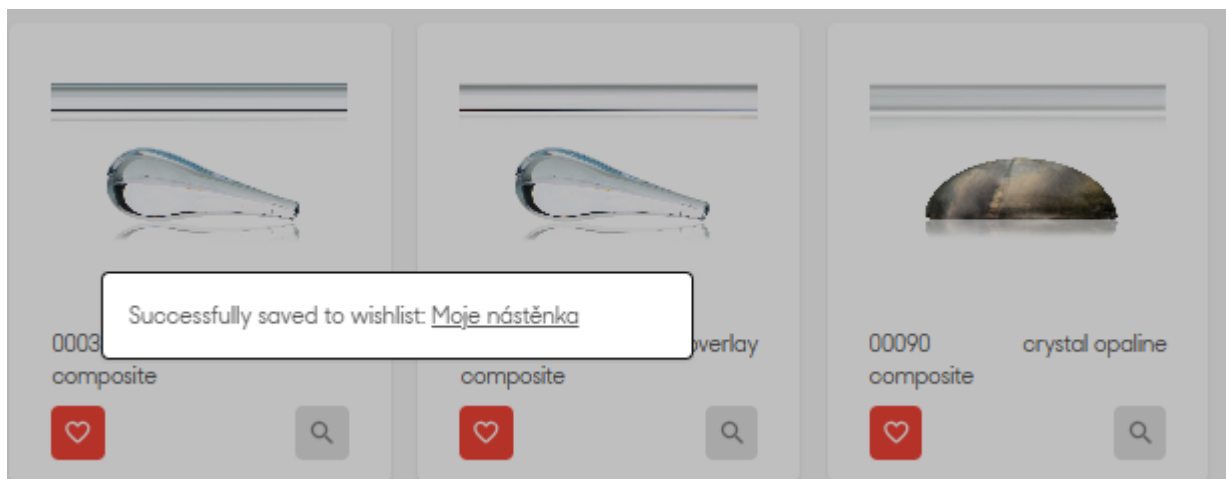 Successfully saved to wishlist: Moje nástěnka
0003
composite
overlay
composite
00090 crystal opaline
composite